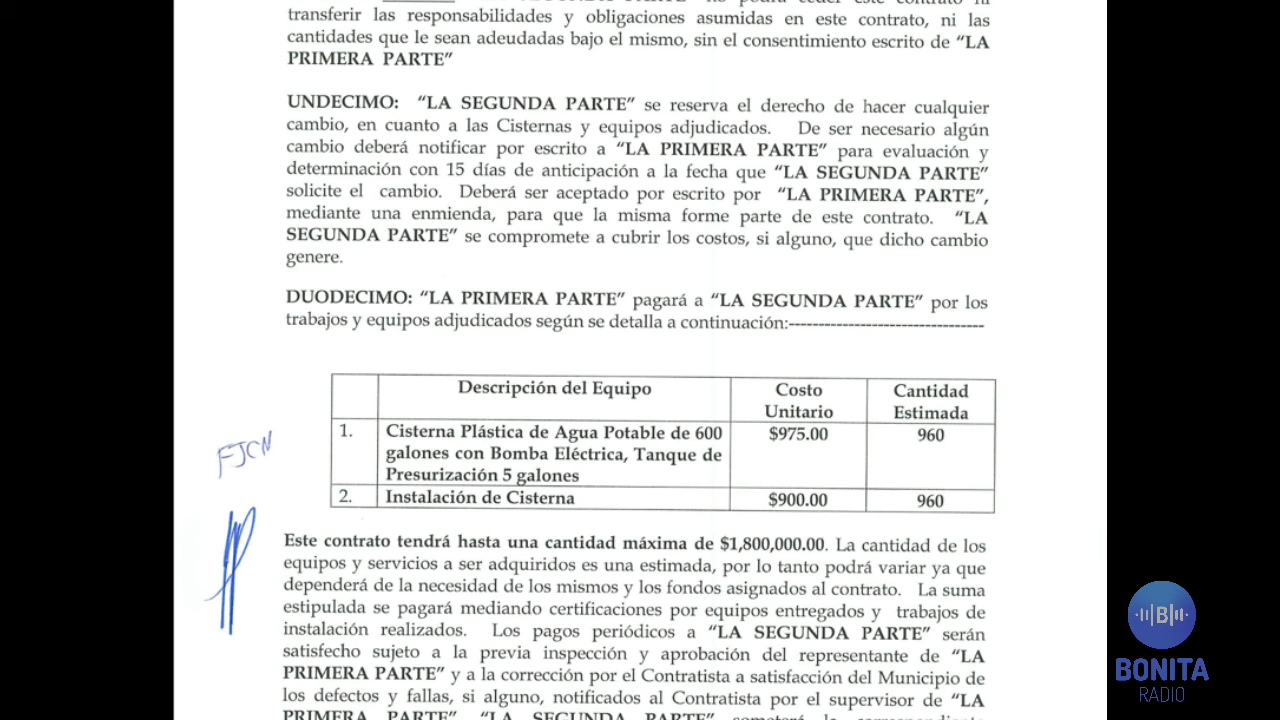 transferir las responsabilidades y obligaciones asumidas en este contrato, ni las
cantidades que le sean adeudadas bajo el mismo, sin el consentimiento escrito de “LA
PRIMERA PARTE”
UNDECIMO: “LA SEGUNDA PARTE” se reserva el derecho de hacer cualquier
cambio, en cuanto a las Cisternas y equipos adjudicados. De ser necesario algún
cambio deberá notificar por escrito a “LA PRIMERA PARTE” para evaluación y
determinación con 15 días de anticipación a la fecha que “LA SEGUNDA PARTE”
solicite el cambio. Deberá ser aceptado por escrito por “LA PRIMERA PARTE”,
mediante una enmienda, para que la misma forme parte de este contrato. “LA
SEGUNDA PARTE” se compromete a cubrir los costos, si alguno, que dicho cambio
genere.
DUODECIMO: “LA PRIMERA PARTE” pagará a “LA SEGUNDA PARTE” por los
trabajos y equipos adjudicados según se detalla a continuación:---------------------------------
Descripción del Equipo
Costo
Unitario
Cantidad
Estimada
1.
Cisterna Plástica de Agua Potable de 600
galones con Bomba Eléctrica, Tanque de
Presurización 5 galones
$975.00
960
2.
Instalación de Cisterna
$900.00
960
FJCN
Este contrato tendrá hasta una cantidad máxima de $1,800,000.00. La cantidad de los
equipos y servicios a ser adquiridos es una estimada, por lo tanto podrá variar ya que
dependerá de la necesidad de los mismos y los fondos asignados al contrato. La suma
estipulada se pagará mediando certificaciones por equipos entregados y trabajos de
instalación realizados. Los pagos periódicos a “LA SEGUNDA PARTE” serán
satisfecho sujeto a la previa inspección y aprobación del representante de “LA
PRIMERA PARTE” y a la corrección por el Contratista a satisfacción del Municipio de
los defectos y fallas, si alguno, notificados al Contratista por el supervisor de “LA
PRIMERA PARTE”. “LA SEGUNDA PARTE”
B
BONITA
RADIO